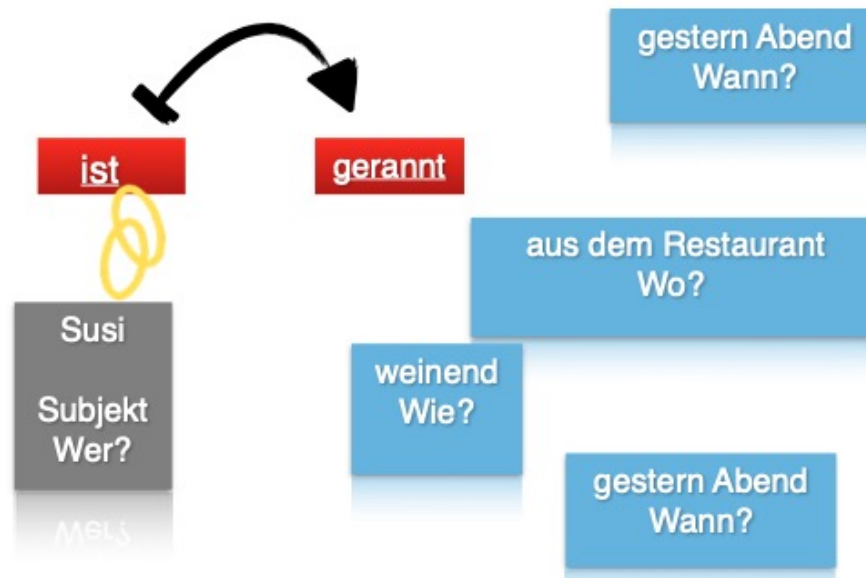 gestern Abend
Wann?
ist
gerannt
aus dem Restaurant
Wo?
Susi
Subjekt
Wer?
weinend
Wie?
gestern Abend
Wann?